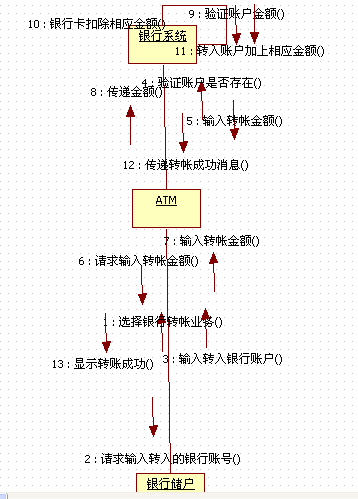 9 : 验证账户金额()
10 : 银行卡扣除相应金额()
银行系统
11 : 转入账户加上相应金额()
4 : 验证账户是否存在()
8 : 传递金额()
5 : 输入转帐金额()
12 : 传递转帐成功消息()
ATM
7 : 输入转帐金额()
6 : 请求输入转帐金额()
1 : 选择银行转帐业务()
13 : 显示转账成功()
3 : 输入转入银行账户()
2 : 请求输入转入的银行账号()
银行储户